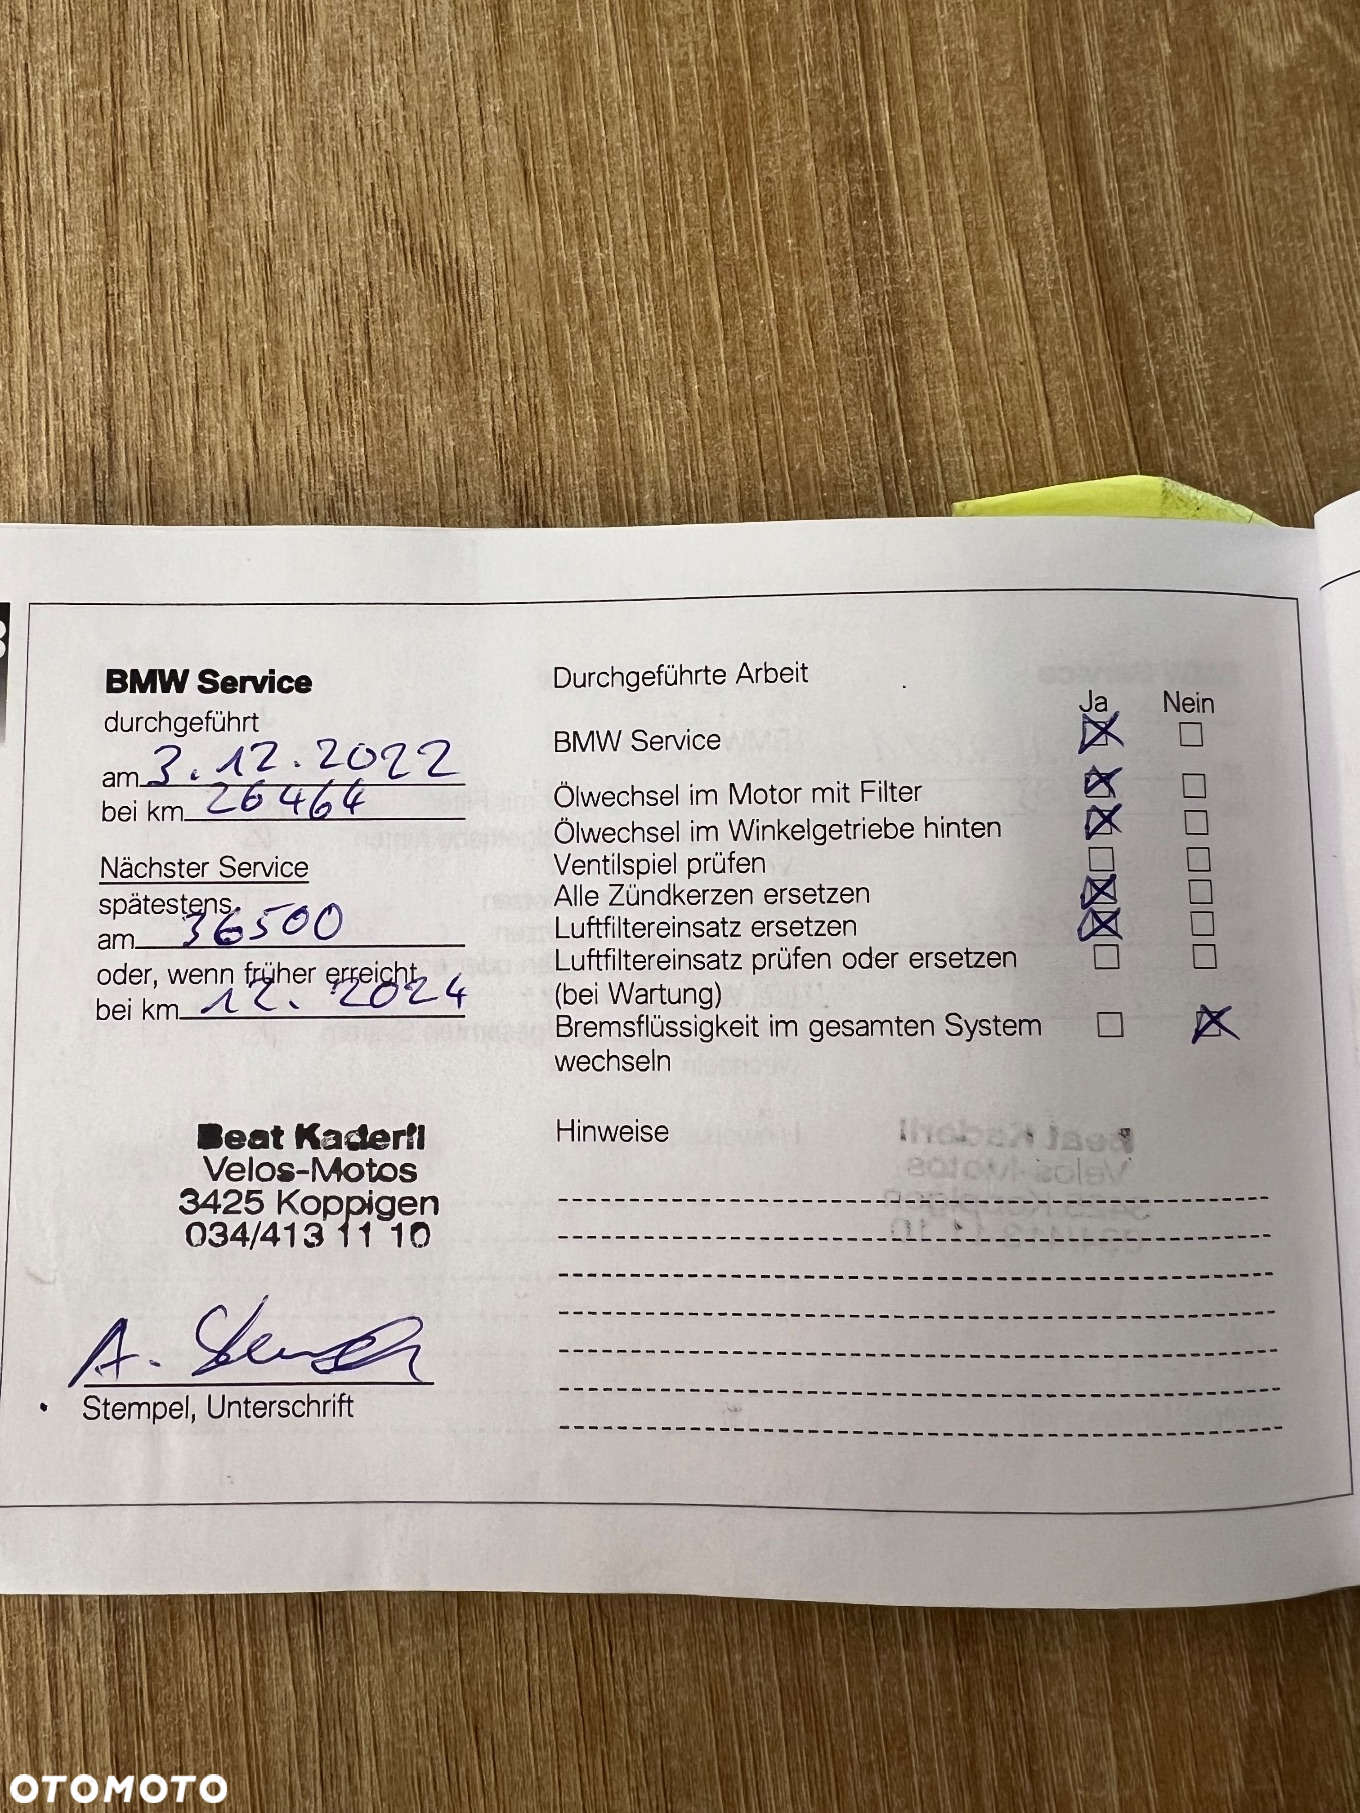 BMW Service
durchgeführt
am 3.12.2022
bei km 26464
Nächster Service
spätestens
am 36500
oder, wenn früher erreicht
bei km 12.2024
Beat Kaderli
Velos-Motos
3425 Koppigen
034/413 11 10
A.
Stempel, Unterschrift
Durchgeführte Arbeit
Ja Nein
BMW Service
Ölwechsel im Motor mit Filter
Ölwechsel im Winkelgetriebe hinten
Ventilspiel prüfen
Alle Zündkerzen ersetzen
Luftfiltereinsatz ersetzen
Luftfiltereinsatz prüfen oder ersetzen
(bei Wartung)
Bremsflüssigkeit im gesamten System
wechseln
Hinweise
OTOMOTO